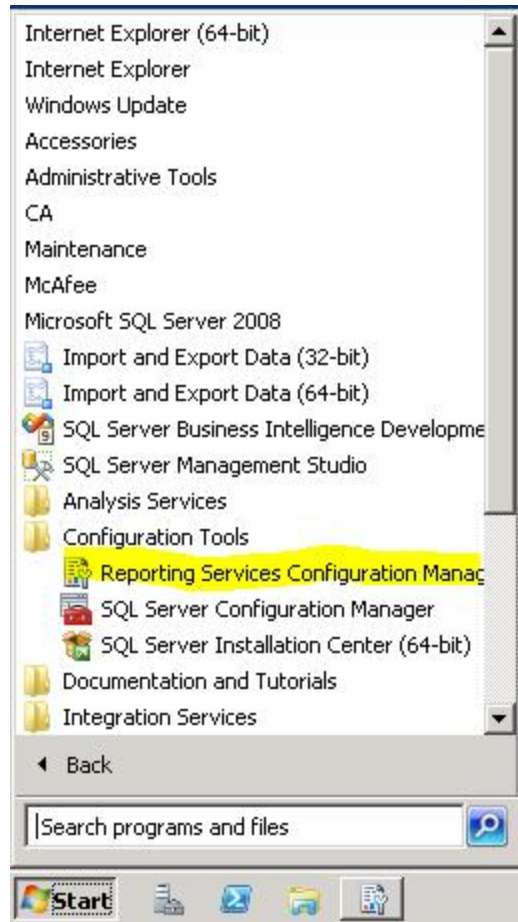 Internet Explorer (64-bit)
Internet Explorer
Windows Update
Accessories
Administrative Tools
CA
Maintenance
McAfee
Microsoft SQL Server 2008
Import and Export Data (32-bit)
Import and Export Data (64-bit)
SQL Server Business Intelligence Developme
SQL Server Management Studio
Analysis Services
Configuration Tools
Reporting Services Configuration Manag
SQL Server Configuration Manager
SQL Server Installation Center (64-bit)
Documentation and Tutorials
Integration Services
Back
Search programs and files
Start